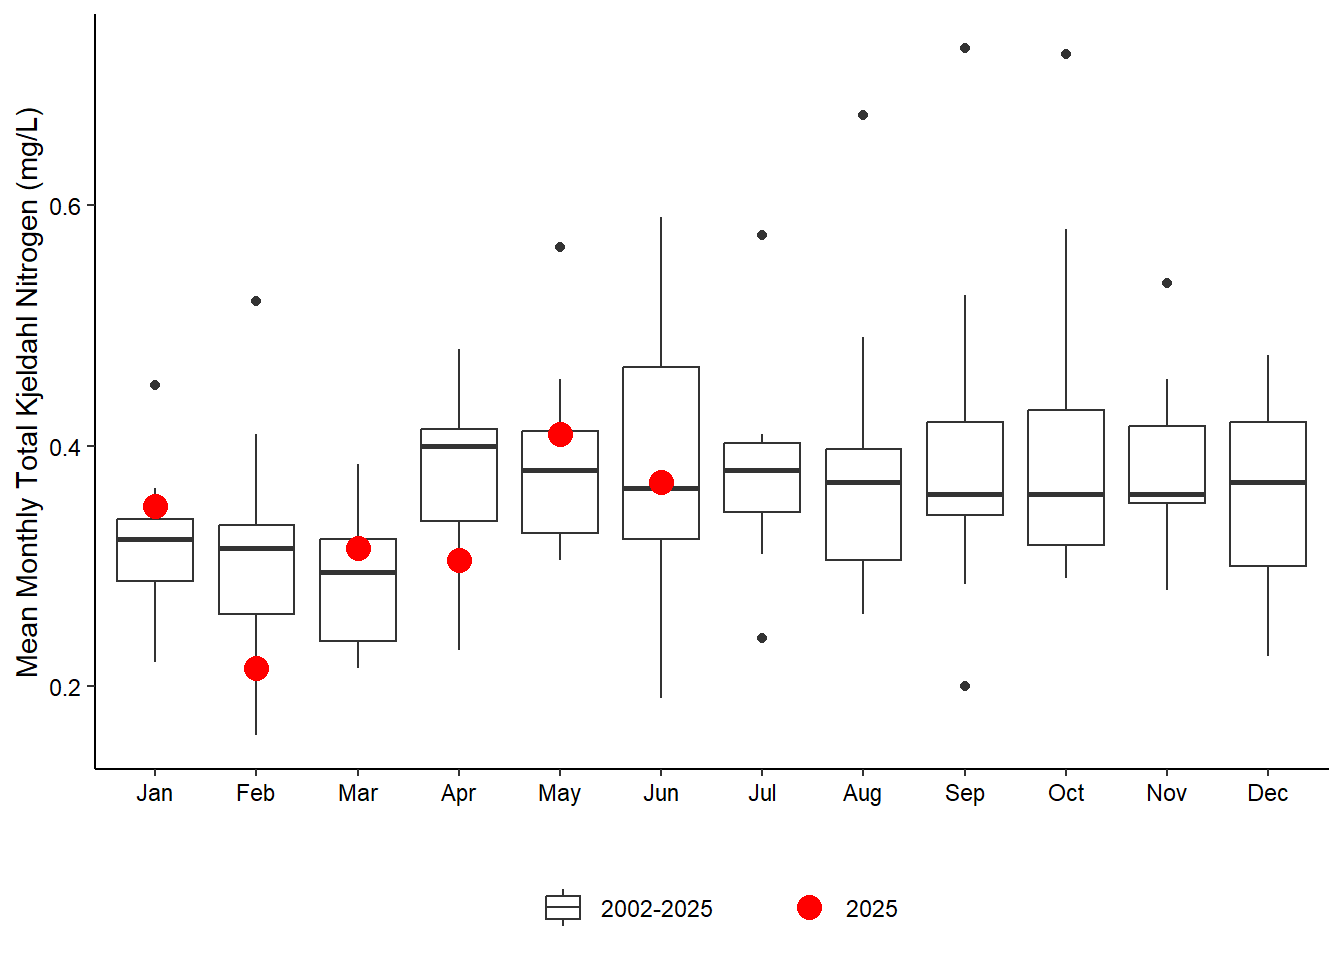 Mean Monthly Total Kjeldahl Nitrogen (mg/L)
0.6
0.4
0.2
Jan Feb Mar Apr May Jun Jul Aug Sep Oct Nov Dec
2002-2025 2025